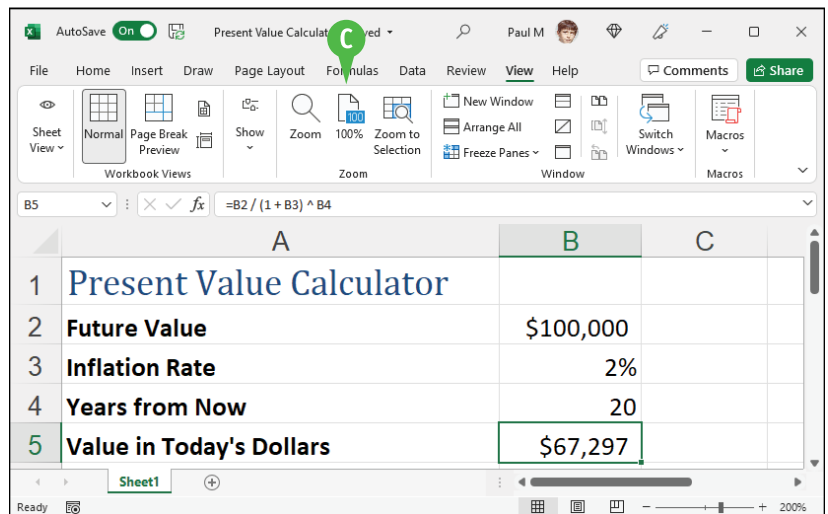 AutoSave On Present Value Calculat ved Paul M
C
File Home Insert Draw Page Layout Formulas Data Review View Help Comments Share
Sheet View Normal Page Break Preview Show Zoom 100 100% Zoom to Selection New Window Arrange All Freeze Panes Switch Windows Macros
Workbook Views Zoom Window Macros
B5 fx =B2 / (1 + B3) ^ B4
A B C
1 Present Value Calculator
2 Future Value $100,000
3 Inflation Rate 2%
4 Years from Now 20
5 Value in Today's Dollars $67,297
Sheet1
Ready 200%